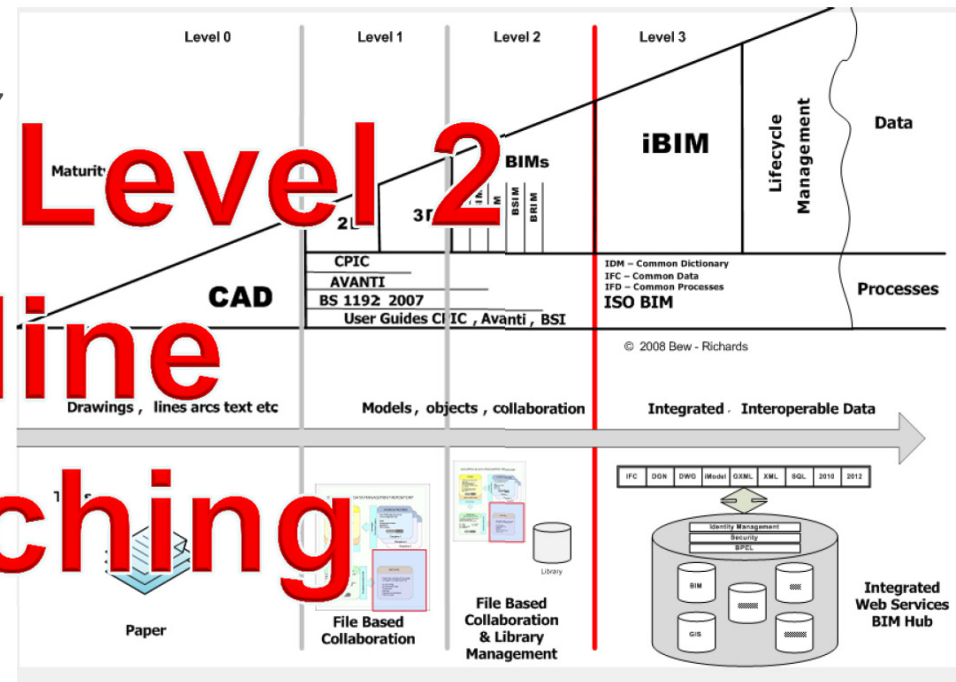 Level 0
Level 1
Level 2
Level 3
Level 2
BIMs
iBIM
Lifecycle
Management
Data
BSIM
BRIM
CAD
CPIC
AVANTI
BS 1192 2007
User Guides CPIC , Avanti , BSI
IDM – Common Dictionary
IFC – Common Data
IFD – Common Processes
ISO BIM
Processes
© 2008 Bew - Richards
Drawings , lines arcs text etc
Models , objects , collaboration
Integrated , Interoperable Data
IFC DGN DWG iModel GXML XML SQL 2010 2012
Identity Management
Security
BPEL
BIM
GIS
Library
Paper
File Based
Collaboration
File Based
Collaboration
& Library
Management
Integrated
Web Services
BIM Hub